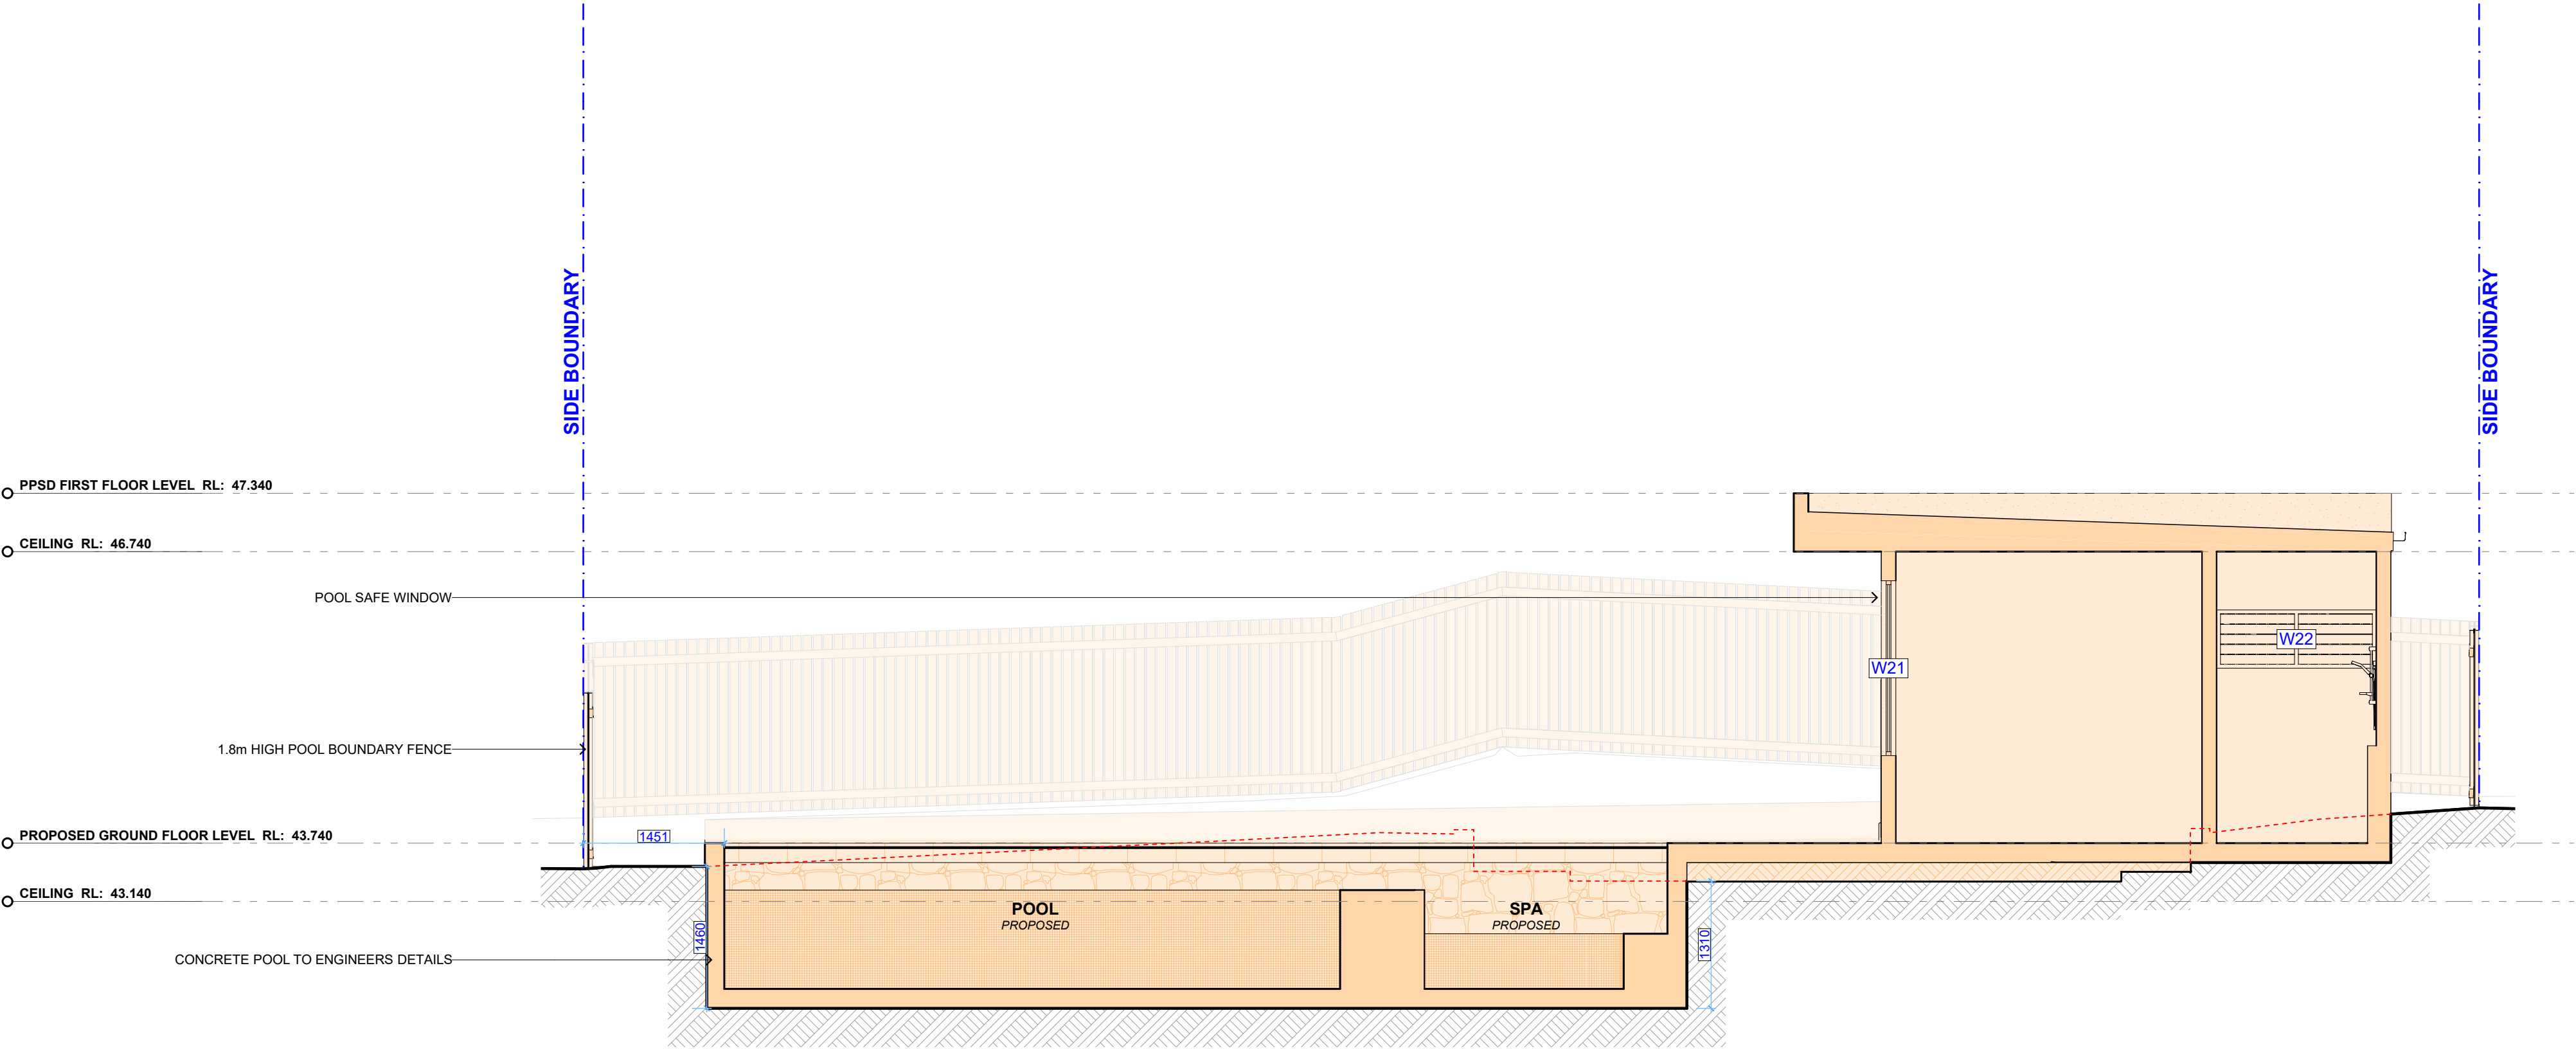 SIDE BOUNDARY
SIDE BOUNDARY
PPSD FIRST FLOOR LEVEL RL: 47.340
CEILING RL: 46.740
POOL SAFE WINDOW
W22
W21
1.8m HIGH POOL BOUNDARY FENCE
PROPOSED GROUND FLOOR LEVEL RL: 43.740
1451
CEILING RL: 43.140
POOL
PROPOSED
SPA
PROPOSED
1460
1310
CONCRETE POOL TO ENGINEERS DETAILS